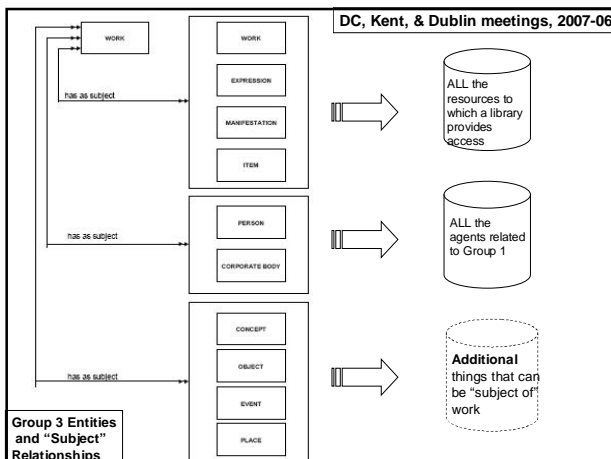 DC, Kent, & Dublin meetings, 2007-06
WORK
WORK
EXPRESSION
MANIFESTATION
ITEM
has as subject
ALL the
resources to
which a library
provides
access
PERSON
CORPORATE BODY
has as subject
ALL the
agents related
to Group 1
CONCEPT
OBJECT
EVENT
PLACE
has as subject
Additional
things that can
be “subject of”
work
Group 3 Entities
and “Subject”
Relationships